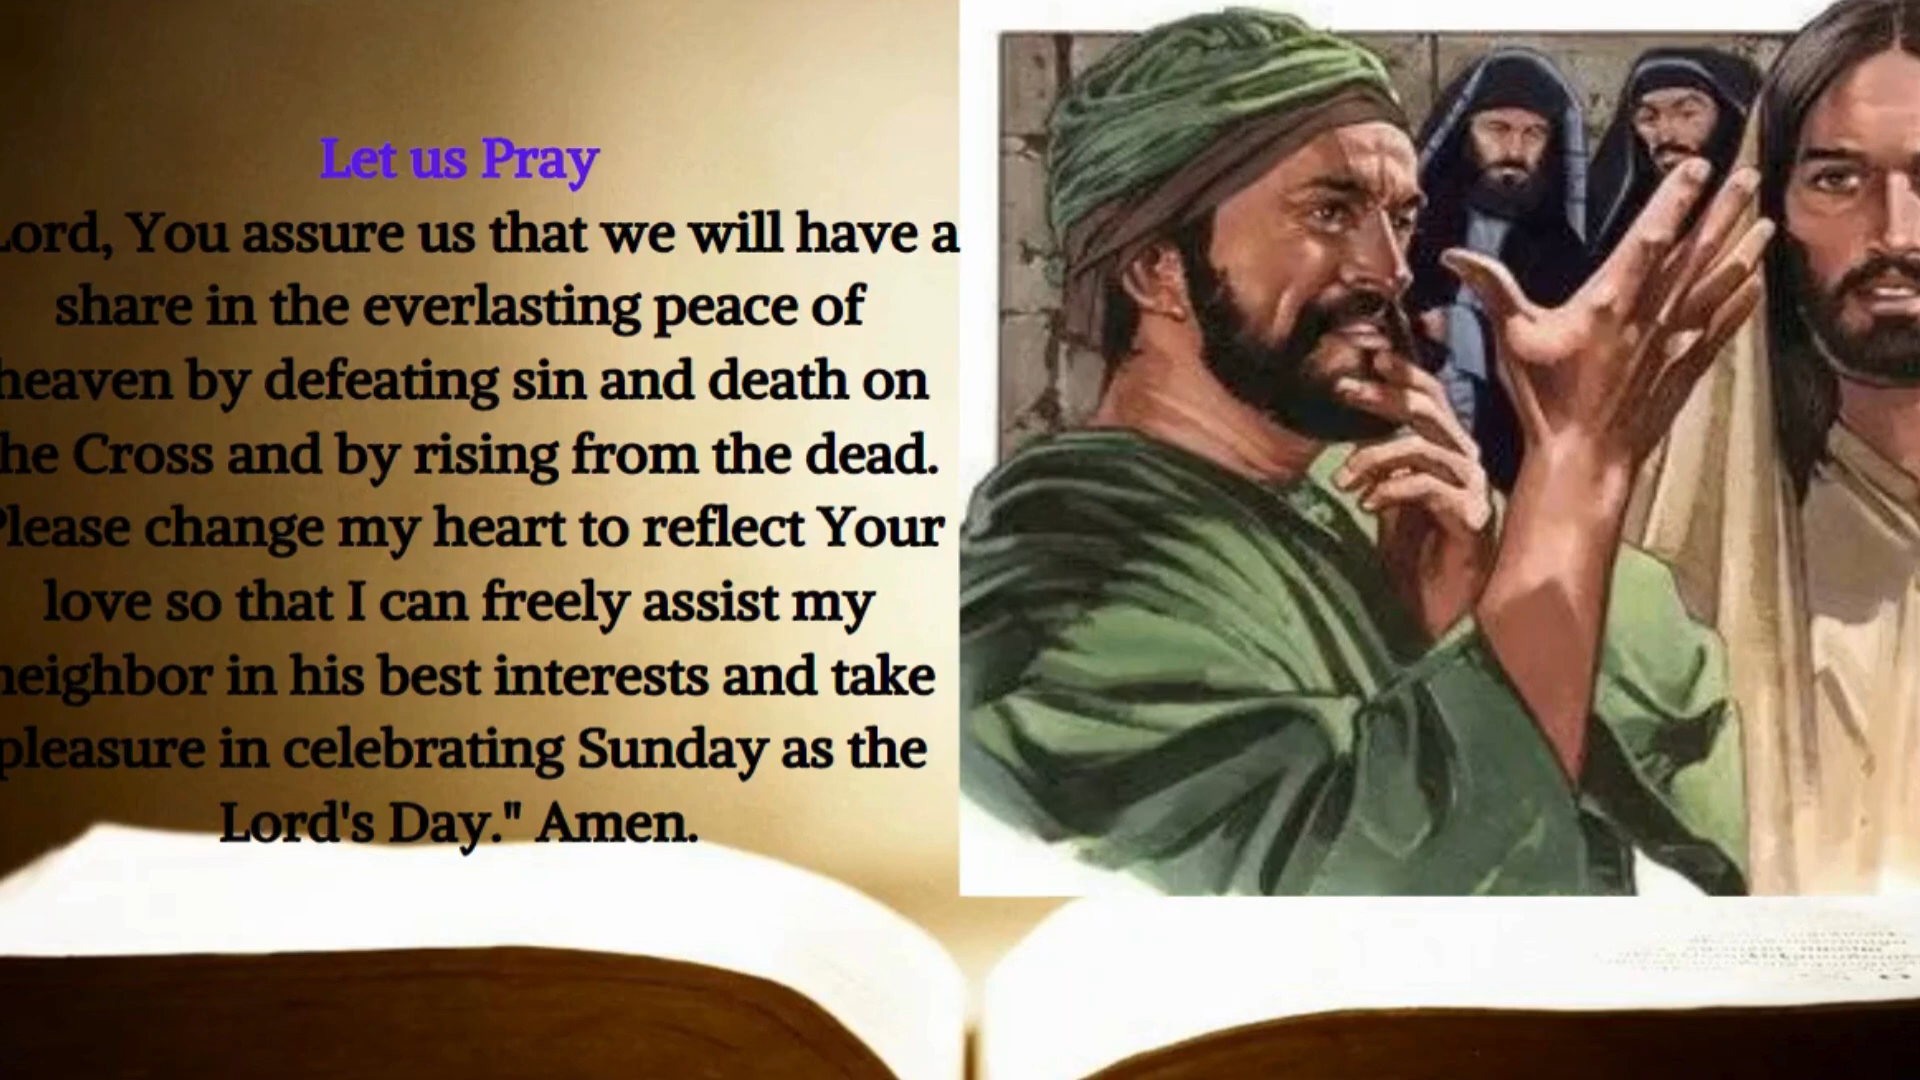 Let us Pray
Lord, You assure us that we will have a
share in the everlasting peace of
heaven by defeating sin and death on
the Cross and by rising from the dead.
Please change my heart to reflect Your
love so that I can freely assist my
neighbor in his best interests and take
pleasure in celebrating Sunday as the
Lord's Day." Amen.